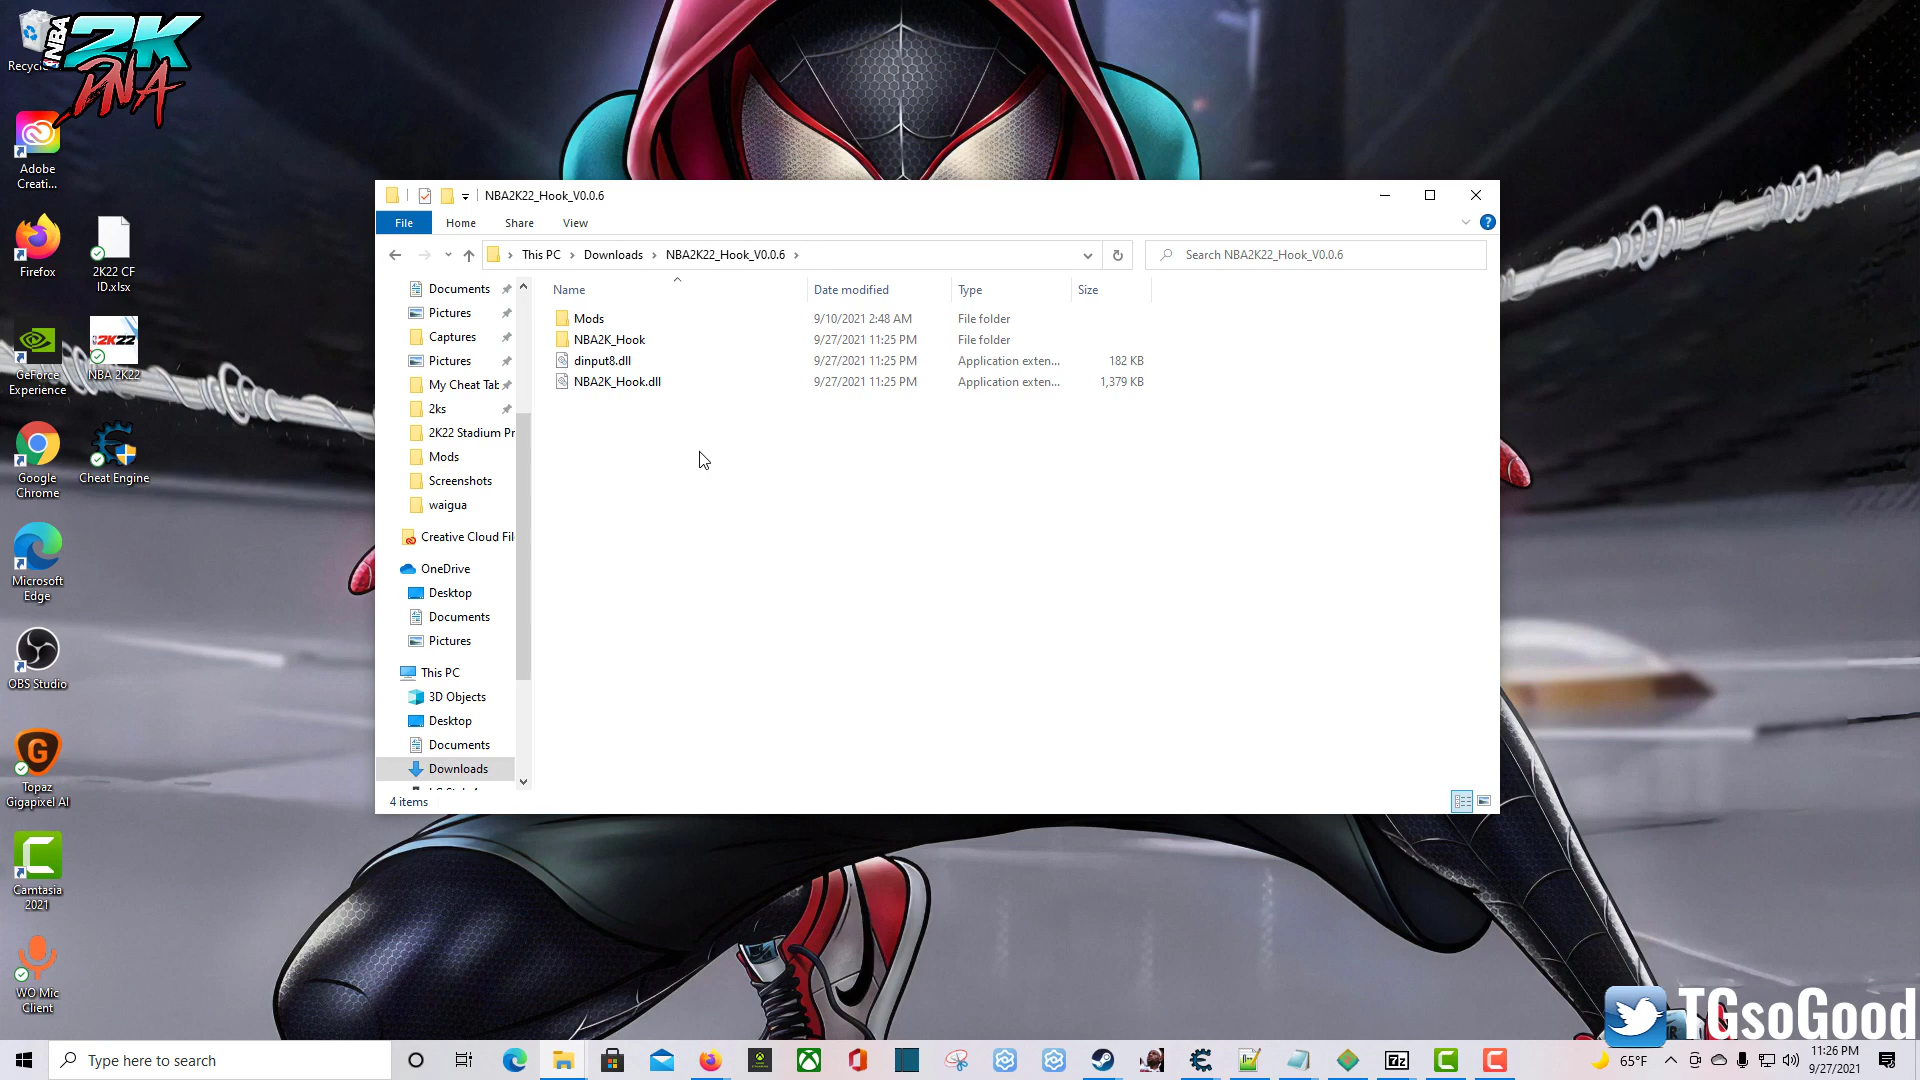 NBA
2K
DNA
Recycle
Adobe
Creati...
Firefox
2K22 CF
ID.xlsx
GeForce
Experience
2K22
NBA 2K22
Google
Chrome
Cheat Engine
Microsoft
Edge
OBS Studio
Topaz
Gigapixel AI
Camtasia
2021
WO Mic
Client
NBA2K22_Hook_V0.0.6
File
Home
Share
View
This PC
Downloads
NBA2K22_Hook_V0.0.6
Search NBA2K22_Hook_V0.0.6
Documents
Pictures
Captures
Pictures
My Cheat Tab
2ks
2K22 Stadium Pr
Mods
Screenshots
waigua
Creative Cloud Fil
OneDrive
Desktop
Documents
Pictures
This PC
3D Objects
Desktop
Documents
Downloads
Name Date modified Type Size
Mods 9/10/2021 2:48 AM File folder
NBA2K_Hook 9/27/2021 11:25 PM File folder
dinput8.dll 9/27/2021 11:25 PM Application exten... 182 KB
NBA2K_Hook.dll 9/27/2021 11:25 PM Application exten... 1,379 KB
4 items
TGsoGood
Type here to search
7z
65°F
11:26 PM
9/27/2021